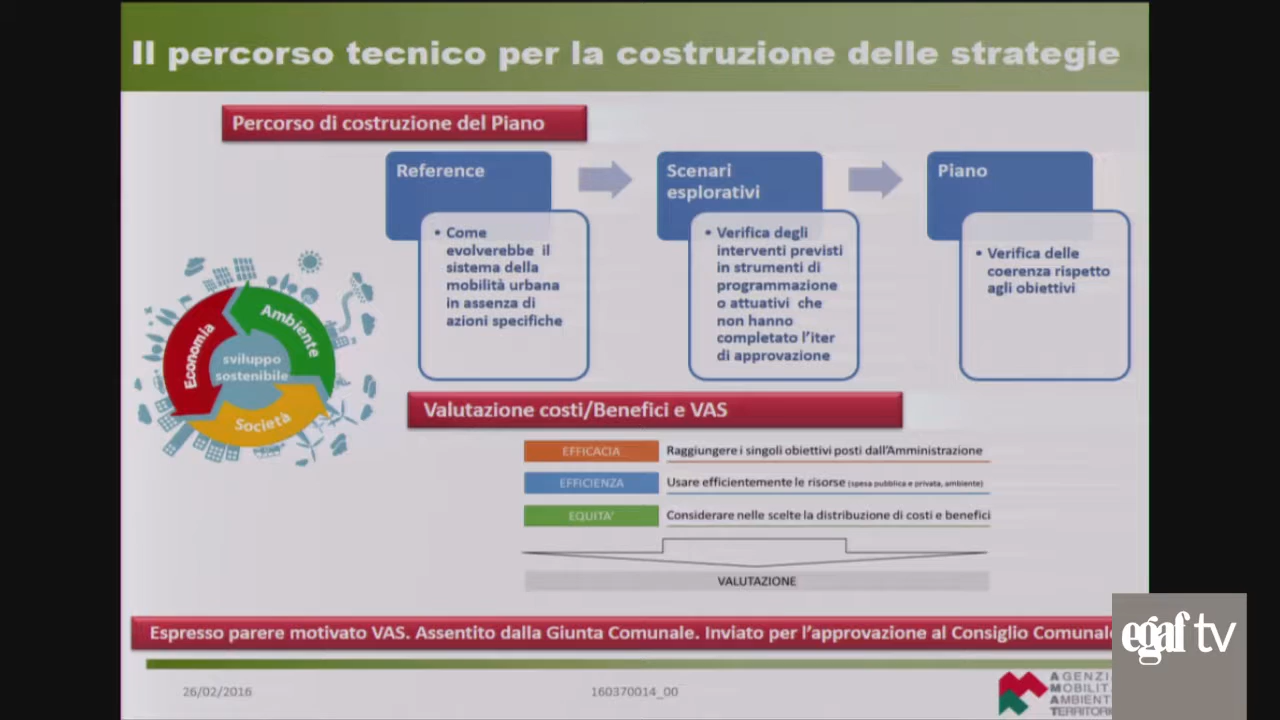 Il percorso tecnico per la costruzione delle strategie
Percorso di costruzione del Piano
Reference
• Come
evolverebbe il
sistema della
mobilità urbana
in assenza di
azioni specifiche
Scenari
esplorativi
• Verifica degli
interventi previsti
in strumenti di
programmazione
o attuativi che
non hanno
completato l'iter
di approvazione
Piano
• Verifica delle
coerenza rispetto
agli obiettivi
Economia
Ambiente
Società
sviluppo
sostenibile
Valutazione costi/Benefici e VAS
EFFICACIA Raggiungere i singoli obiettivi posti dall'Amministrazione
EFFICIENZA Usare efficientemente le risorse (spesa pubblica e privata, ambiente)
EQUITA' Considerare nelle scelte la distribuzione di costi e benefici
VALUTAZIONE
Espresso parere motivato VAS. Assentito dalla Giunta Comunale. Inviato per l'approvazione al Consiglio Comunale
26/02/2016
160370014_00
AGENZI
MOBILIT
AMBIENT
TERRITORI
egaf tv